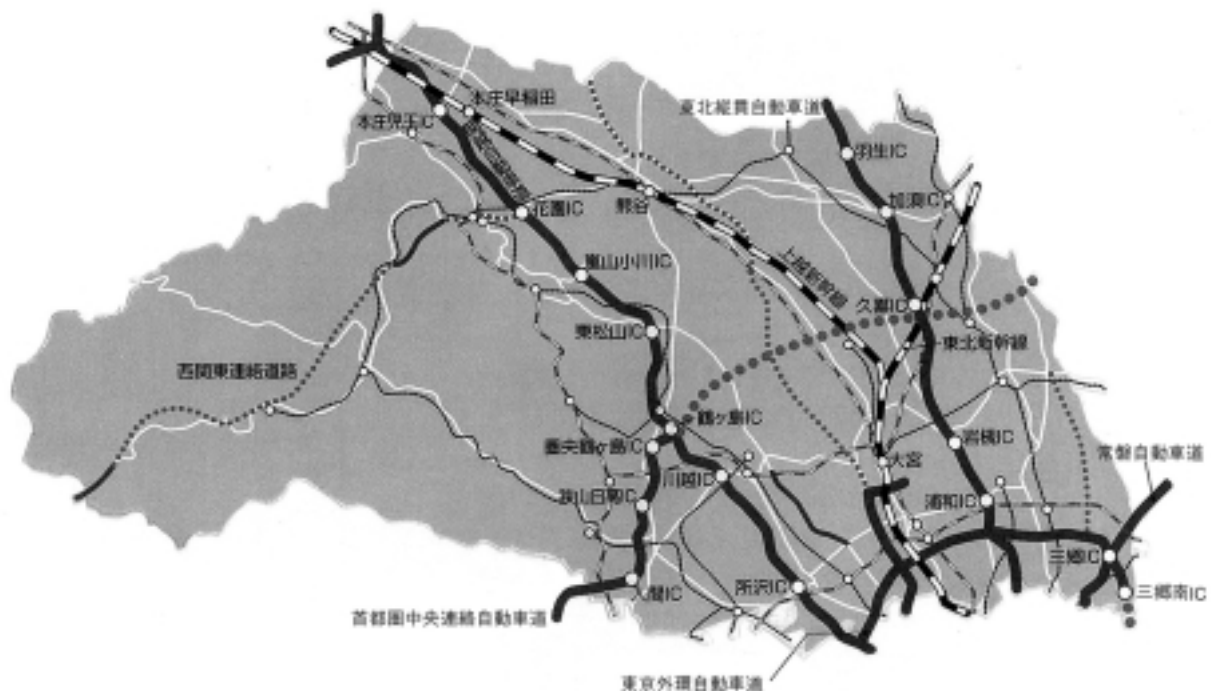 本庄早稲田
東北縦貫自動車道
本庄児玉IC
羽生IC
熊谷
加須IC
花園IC
上越新幹線
嵐山小川IC
久喜IC
東松山IC
東北新幹線
西関東連絡道路
鶴ヶ島IC
圏央鶴ヶ島IC
岩槻IC
大宮
常磐自動車道
川越IC
狭山日高IC
浦和IC
三郷IC
所沢IC
三郷南IC
首都圏中央連絡自動車道
東京外環自動車道